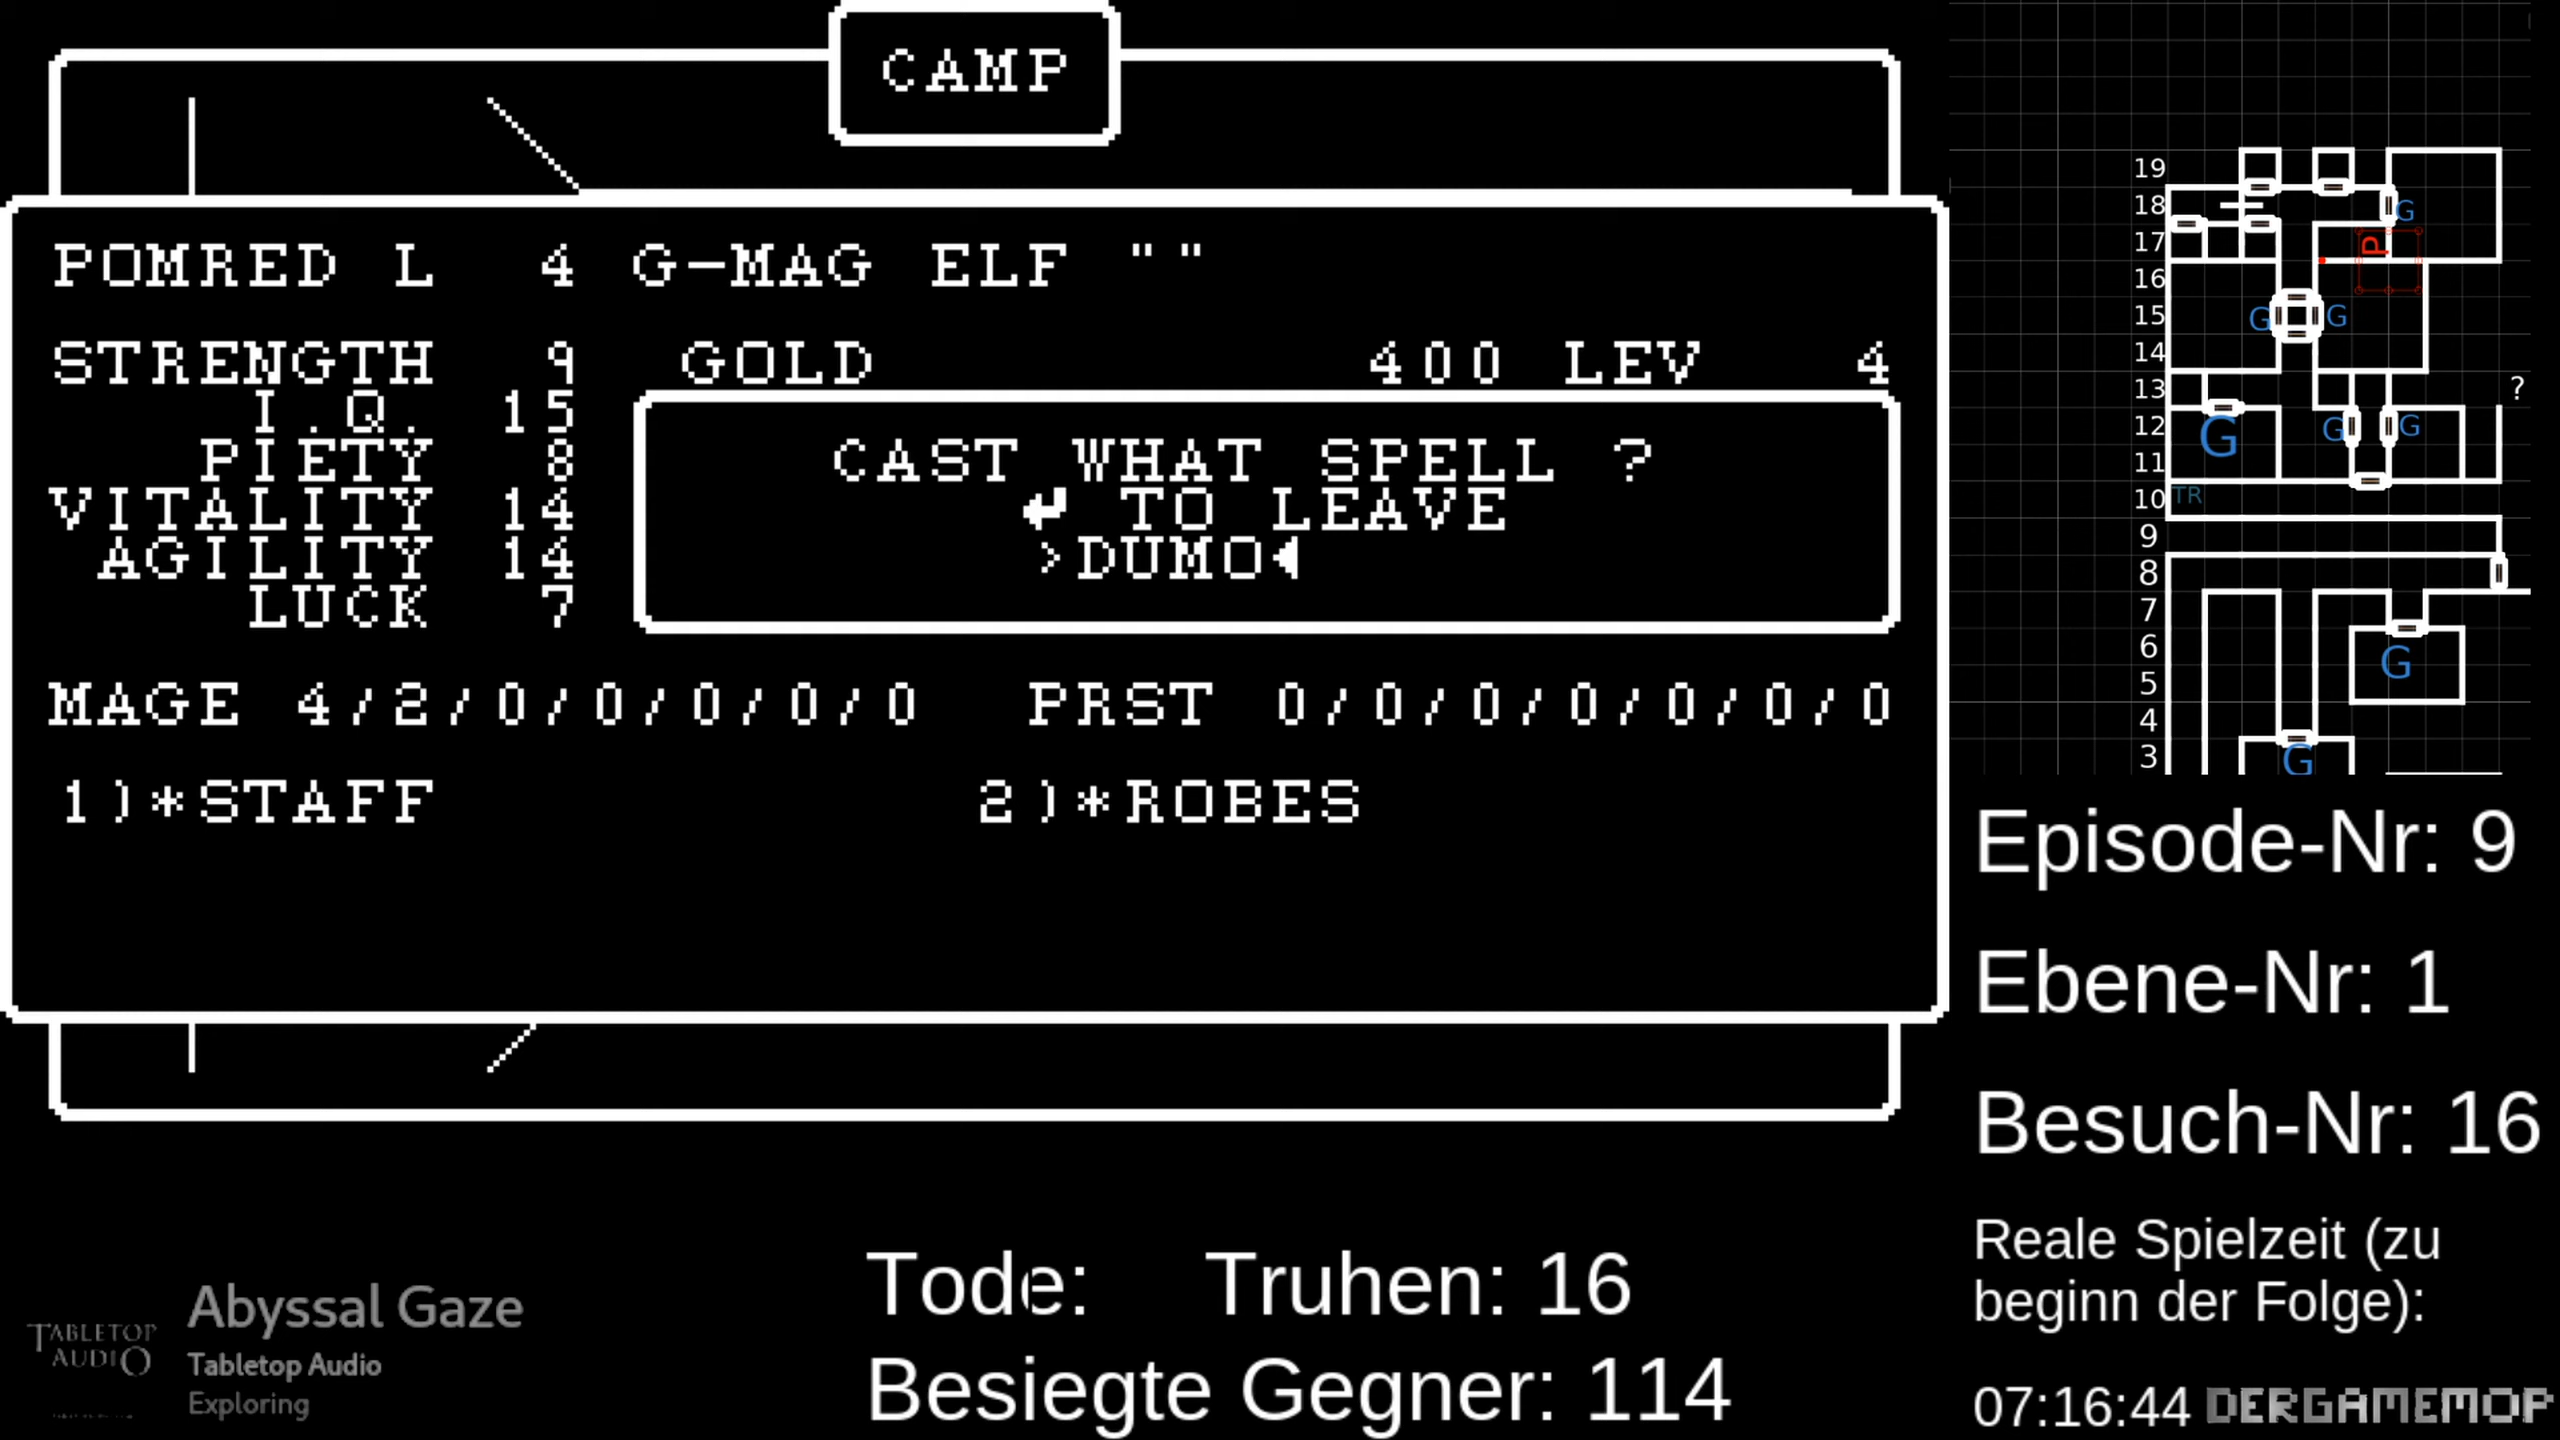 CAMP
POMRED L 4 G-MAG ELF ""
STRENGTH 9 GOLD 400 LEV 4
I.Q. 15
PIETY 8
VITALITY 14
AGILITY 14
LUCK 7
CAST WHAT SPELL ?
↵ TO LEAVE
>DUMO◀
MAGE 4/2/0/0/0/0/0 PRST 0/0/0/0/0/0/0
1)*STAFF 2)*ROBES
19
18 G
17 P
16
15 G G
14
13 ?
12 G G G
11
10 TR
9
8
7
6 G
5
4
3 G
Episode-Nr: 9
Ebene-Nr: 1
Besuch-Nr: 16
Reale Spielzeit (zu
beginn der Folge):
07:16:44 DERGAMEMOP
Tode: Truhen: 16
Besiegte Gegner: 114
TABLETOP
AUDIO
Abyssal Gaze
Tabletop Audio
Exploring